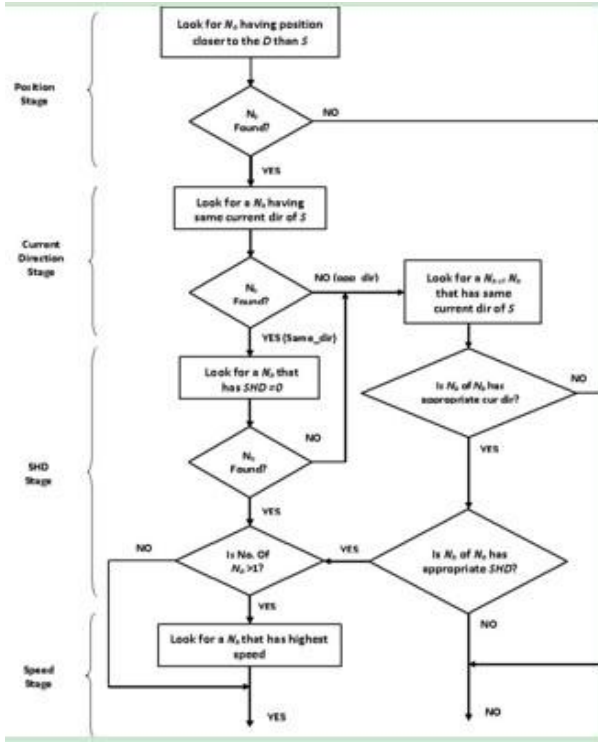 Look for a Nb having position
closer to the D than S
Position
Stage
Nb
Found?
NO
YES
Look for a Nb having
same current dir of S
Current
Direction
Stage
Nb
Found?
NO (opp_dir)
Look for a Nb of Nb
that has same
current dir of S
YES (Same_dir)
Look for a Nb that
has SHD =0
Is Nb of Nb has
appropriate cur dir?
NO
YES
SHD
Stage
Nb
Found?
NO
YES
Is No. Of
Nb >1?
NO
YES
Is Nb of Nb has
appropriate SHD?
YES
NO
Look for a Nb that has highest
speed
Speed
Stage
YES
NO